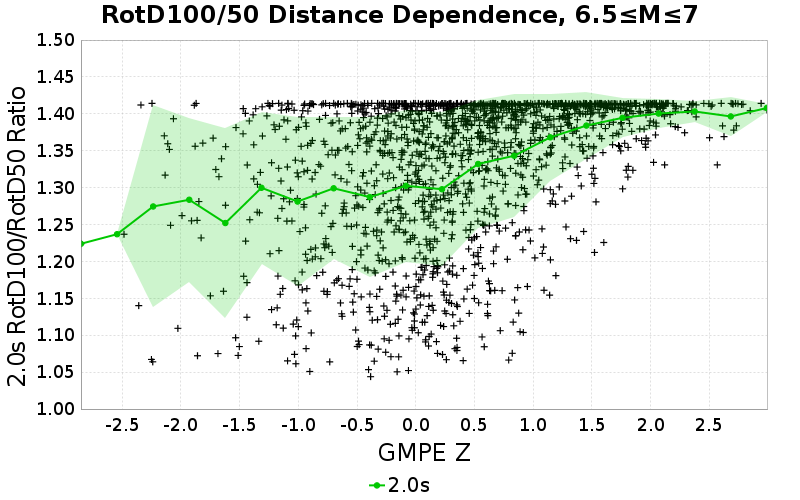 RotD100/50 Distance Dependence, 6.5≤M≤7
2.0s RotD100/RotD50 Ratio
1.50
1.45
1.40
1.35
1.30
1.25
1.20
1.15
1.10
1.05
1.00
-2.5 -2.0 -1.5 -1.0 -0.5 0.0 0.5 1.0 1.5 2.0 2.5
GMPE Z
2.0s